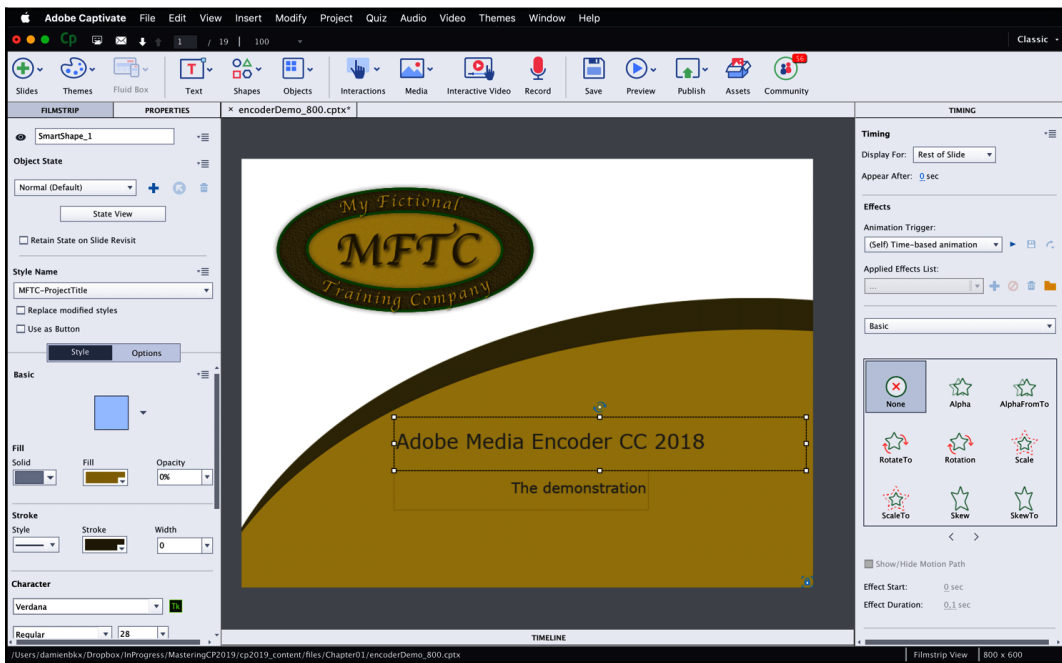 Adobe Captivate File Edit View Insert Modify Project Quiz Audio Video Themes Window Help
Cp 1 / 19 100 Classic
Slides Themes Fluid Box Text Shapes Objects Interactions Media Interactive Video Record Save Preview Publish Assets Community 56
FILMSTRIP PROPERTIES × encoderDemo_800.cptx* TIMING
SmartShape_1
Object State
Normal (Default)
State View
Retain State on Slide Revisit
Style Name
MFTC-ProjectTitle
Replace modified styles
Use as Button
Style Options
Basic
Fill
Solid Fill Opacity
0%
Stroke
Style Stroke Width
0
Character
Verdana Tk
Regular 28
My Fictional
MFTC
Training Company
Adobe Media Encoder CC 2018
The demonstration
TIMELINE
Timing
Display For: Rest of Slide
Appear After: 0 sec
Effects
Animation Trigger:
(Self) Time-based animation
Applied Effects List:
...
Basic
None Alpha AlphaFromTo
RotateTo Rotation Scale
ScaleTo Skew SkewTo
Show/Hide Motion Path
Effect Start: 0 sec
Effect Duration: 0,1 sec
/Users/damienbkx/Dropbox/InProgress/MasteringCP2019/cp2019_content/files/Chapter01/encoderDemo_800.cptx Filmstrip View 800 x 600